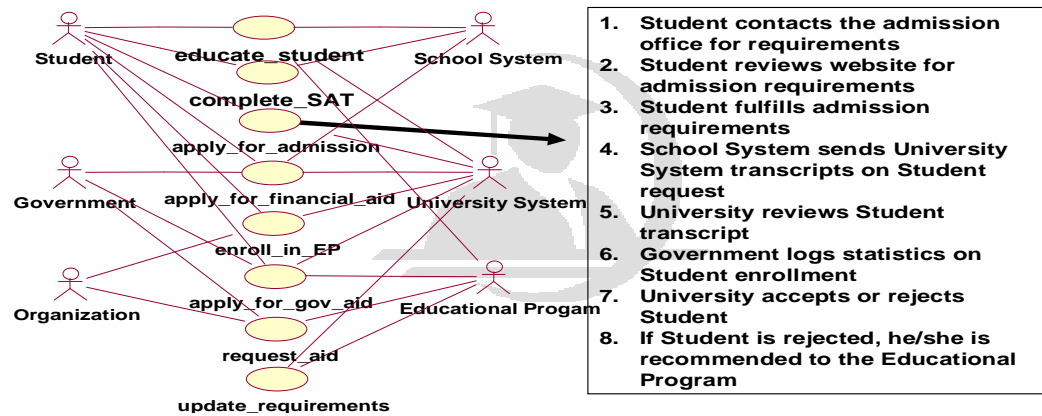 Student
School System
educate_student
complete_SAT
apply_for_admission
Government
University System
apply_for_financial_aid
enroll_in_EP
Organization
Educational Progam
apply_for_gov_aid
request_aid
update_requirements
1. Student contacts the admission
office for requirements
2. Student reviews website for
admission requirements
3. Student fulfills admission
requirements
4. School System sends University
System transcripts on Student
request
5. University reviews Student
transcript
6. Government logs statistics on
Student enrollment
7. University accepts or rejects
Student
8. If Student is rejected, he/she is
recommended to the Educational
Program